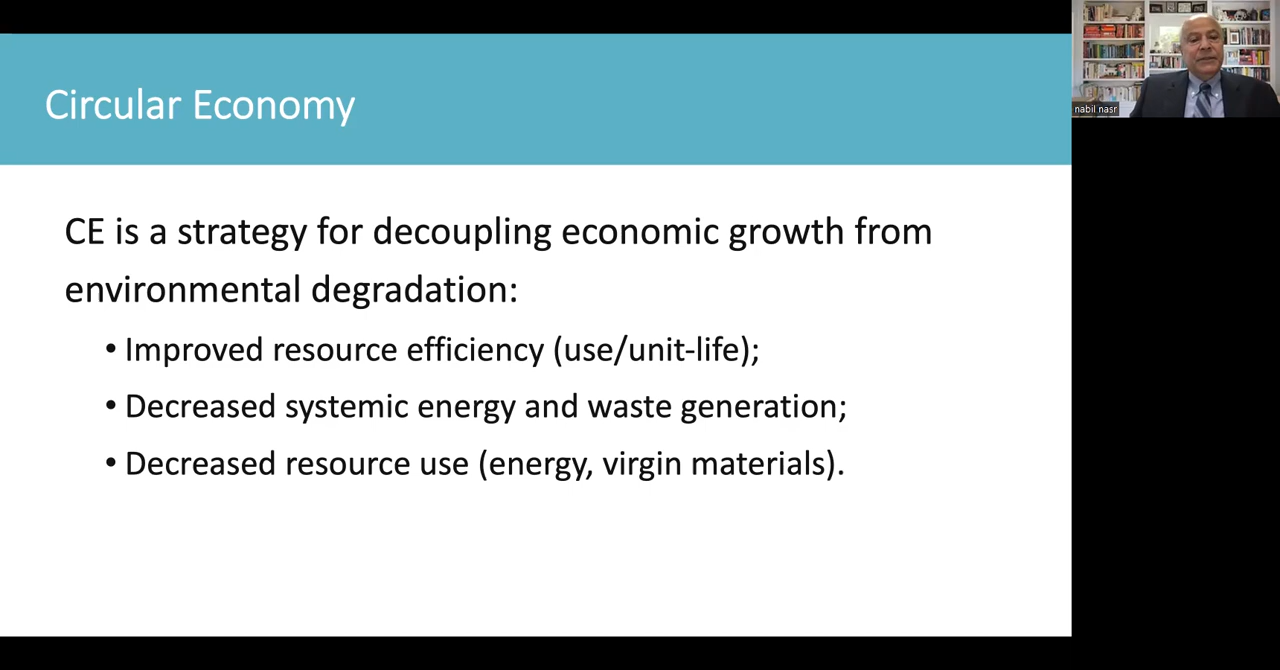 Circular Economy
CE is a strategy for decoupling economic growth from
environmental degradation:
• Improved resource efficiency (use/unit-life);
• Decreased systemic energy and waste generation;
• Decreased resource use (energy, virgin materials).
nabil nasr